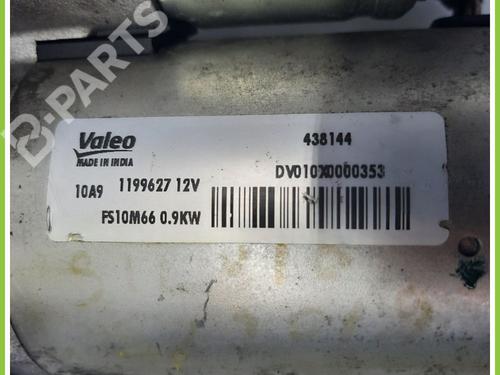 B-PARTS
Valeo
MADE IN INDIA
438144
10A9 1199627 12V
DV010X0000353
FS10M66 0.9KW